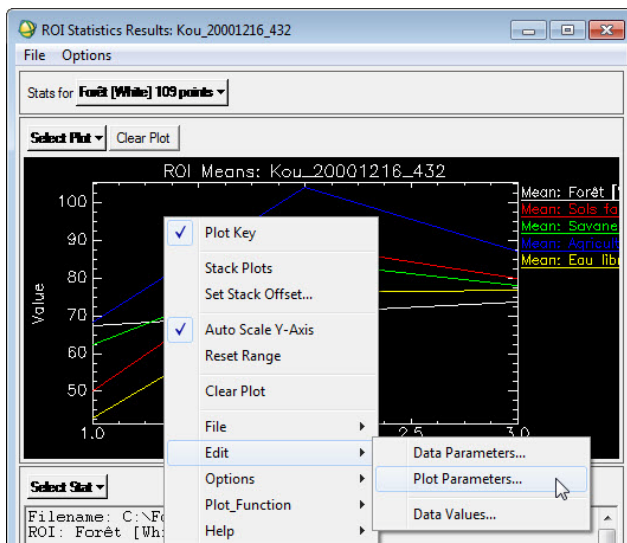 ROI Statistics Results: Kou_20001216_432
File Options
Stats for Forêt [White] 109 points
Select Plot Clear Plot
ROI Means: Kou_20001216_432
100
90
80
70
60
50
Value
1.0
2.5
3.0
Mean: Forêt [
Mean: Sols
Mean: Savane
Mean: Agricult
Mean: Eau lib
Plot Key
Stack Plots
Set Stack Offset...
Auto Scale Y-Axis
Reset Range
Clear Plot
File
Edit
Options
Plot_Function
Help
Data Parameters...
Plot Parameters...
Data Values...
Select Stat
Filename: C:\Fo
ROI: Forêt [Whi